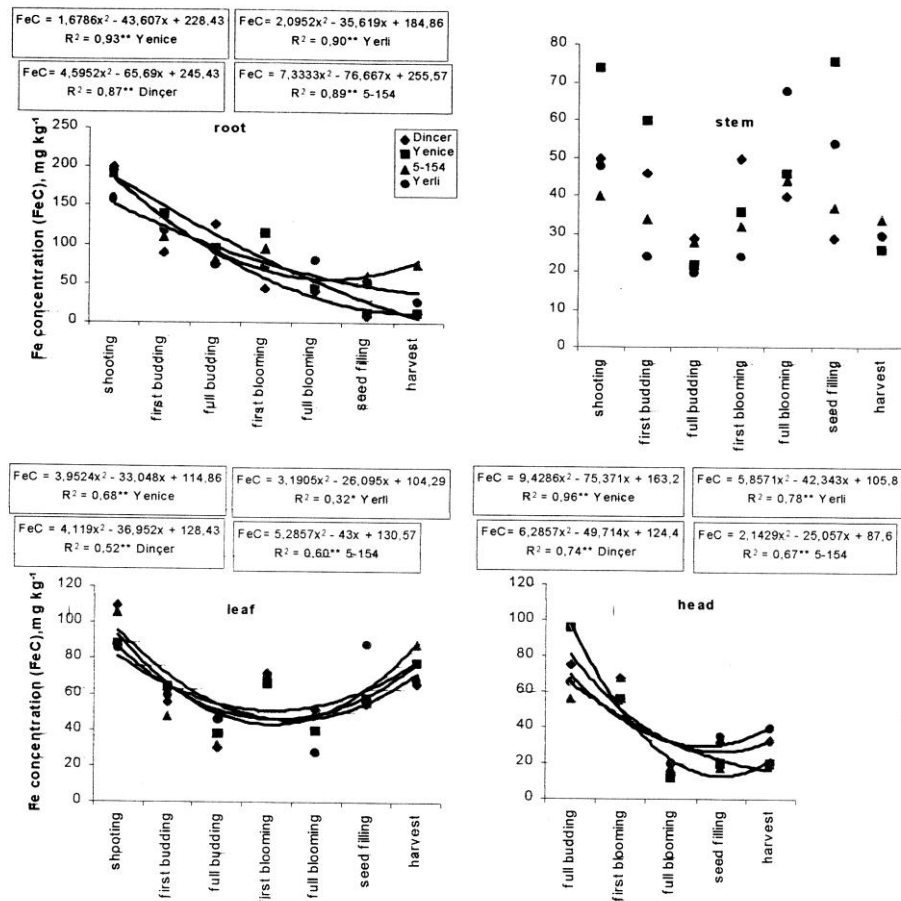 FeC = 1,6786x² - 43,607x + 228,43
R² = 0,93** Yenice
FeC = 2,0952x² - 35,619x + 184,86
R² = 0,90** Yerli
FeC= 4,5952x² - 65,69x + 245,43
R² = 0,87** Dinçer
FeC= 7,3333x² - 76,667x + 255,57
R² = 0,89** 5-154
root
Dincer
Yenice
5-154
Yerli
Fe concentration (FeC), mg kg⁻¹
250
200
150
100
50
0
shooting
first budding
full budding
first blooming
full blooming
seed filling
harvest
stem
80
70
60
50
40
30
20
10
0
shooting
first budding
full budding
first blooming
full blooming
seed filling
harvest
FeC = 3,9524x² - 33,048x + 114,86
R² = 0,68** Yenice
FeC = 3,1905x² - 26,095x + 104,29
R² = 0,32* Yerli
FeC = 4,119x² - 36,952x + 128,43
R² = 0,52** Dinçer
FeC = 5,2857x² - 43x + 130,57
R² = 0,60** 5-154
leaf
Fe concentration (FeC),mg kg⁻¹
120
100
80
60
40
20
0
shooting
first budding
full budding
first blooming
full blooming
seed filling
harvest
FeC = 9,4286x² - 75,371x + 163,2
R² = 0,96** Yenice
FeC = 5,8571x² - 42,343x + 105,8
R² = 0,78** Yerli
FeC = 6,2857x² - 49,714x + 124,4
R² = 0,74** Dinçer
FeC = 2,1429x² - 25,057x + 87,6
R² = 0,67** 5-154
head
120
100
80
60
40
20
0
full budding
first blooming
full blooming
seed filling
harvest